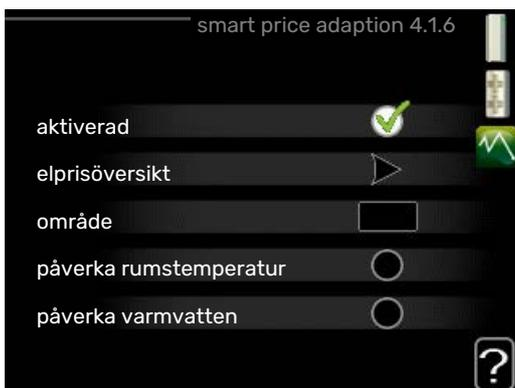 smart price adaption 4.1.6
aktiverad
elprisöversikt
område
påverka rumstemperatur
påverka varmvatten
?